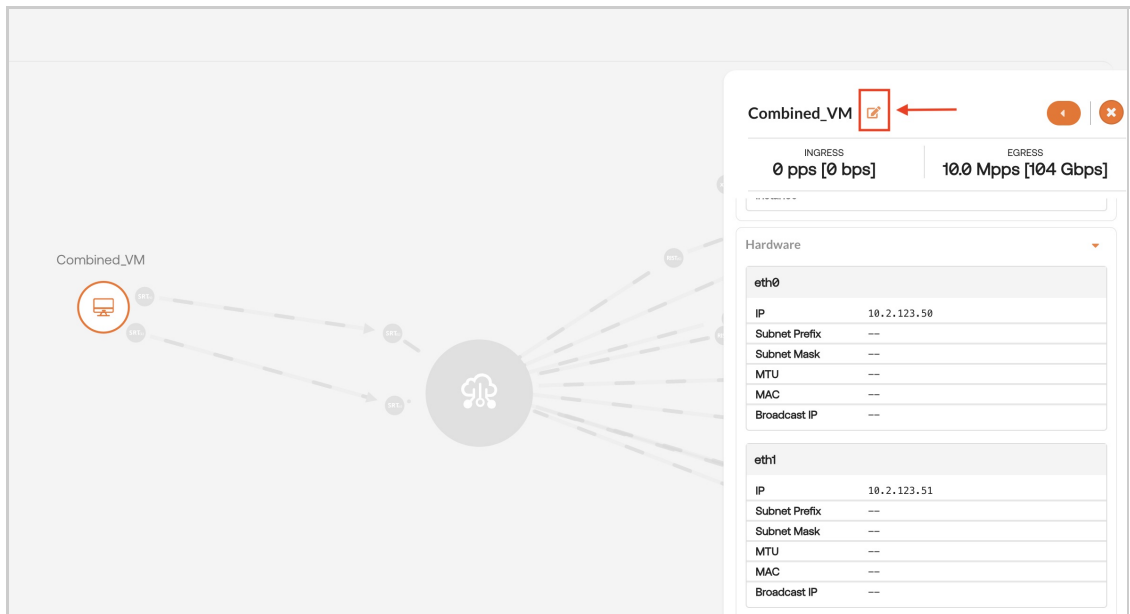 Combined_VM
INGRESS
0 pps [0 bps]
EGRESS
10.0 Mpps [104 Gbps]
Hardware
eth0
IP 10.2.123.50
Subnet Prefix --
Subnet Mask --
MTU --
MAC --
Broadcast IP --
eth1
IP 10.2.123.51
Subnet Prefix --
Subnet Mask --
MTU --
MAC --
Broadcast IP --
Combined_VM